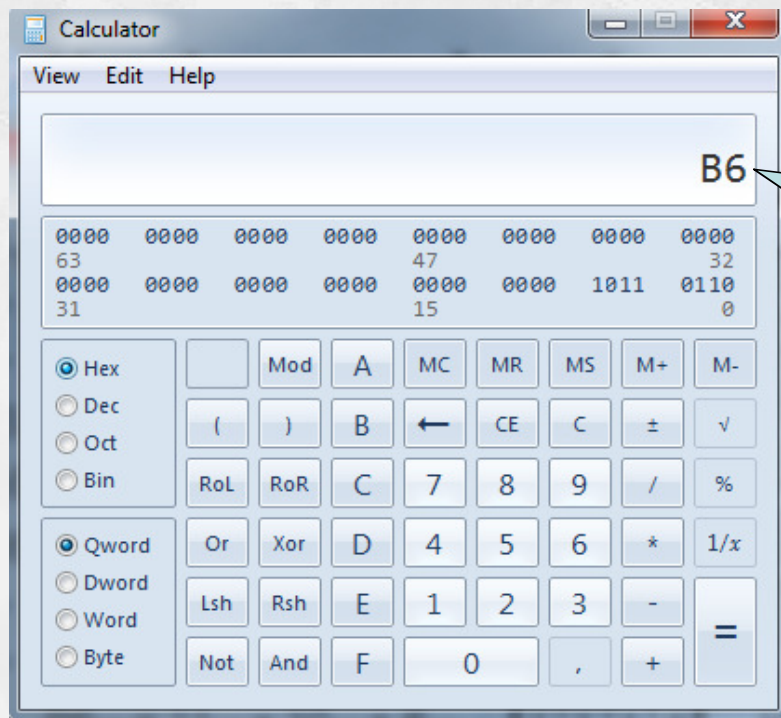 Calculator
View Edit Help
B6
0000 0000 0000 0000 0000 0000 0000 0000
63 47 32
0000 0000 0000 0000 0000 0000 1011 0110
31 15 0
Hex Mod A MC MR MS M+ M-
Dec ( ) B ← CE C ± √
Oct
Bin RoL RoR C 7 8 9 / %
Qword Or Xor D 4 5 6 * 1/x
Dword
Word Lsh Rsh E 1 2 3 - =
Byte Not And F 0 , +